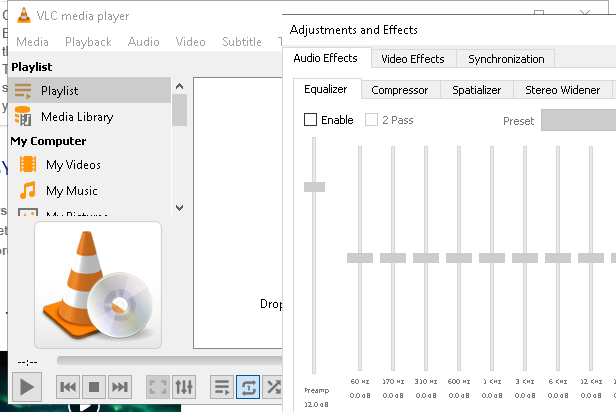 VLC media player
Media Playback Audio Video Subtitle
Playlist
Playlist
Media Library
My Computer
My Videos
My Music
My Pictures
Drop
--:--
Adjustments and Effects
Audio Effects Video Effects Synchronization
Equalizer Compressor Spatializer Stereo Widener
Enable 2 Pass Preset
60 Hz 170 Hz 310 Hz 600 Hz 1 KHz 3 KHz 6 KHz 12 KHz
Preamp 0.0 dB 0.0 dB 0.0 dB 0.0 dB 0.0 dB 0.0 dB 0.0 dB 0.0 dB
12.0 dB